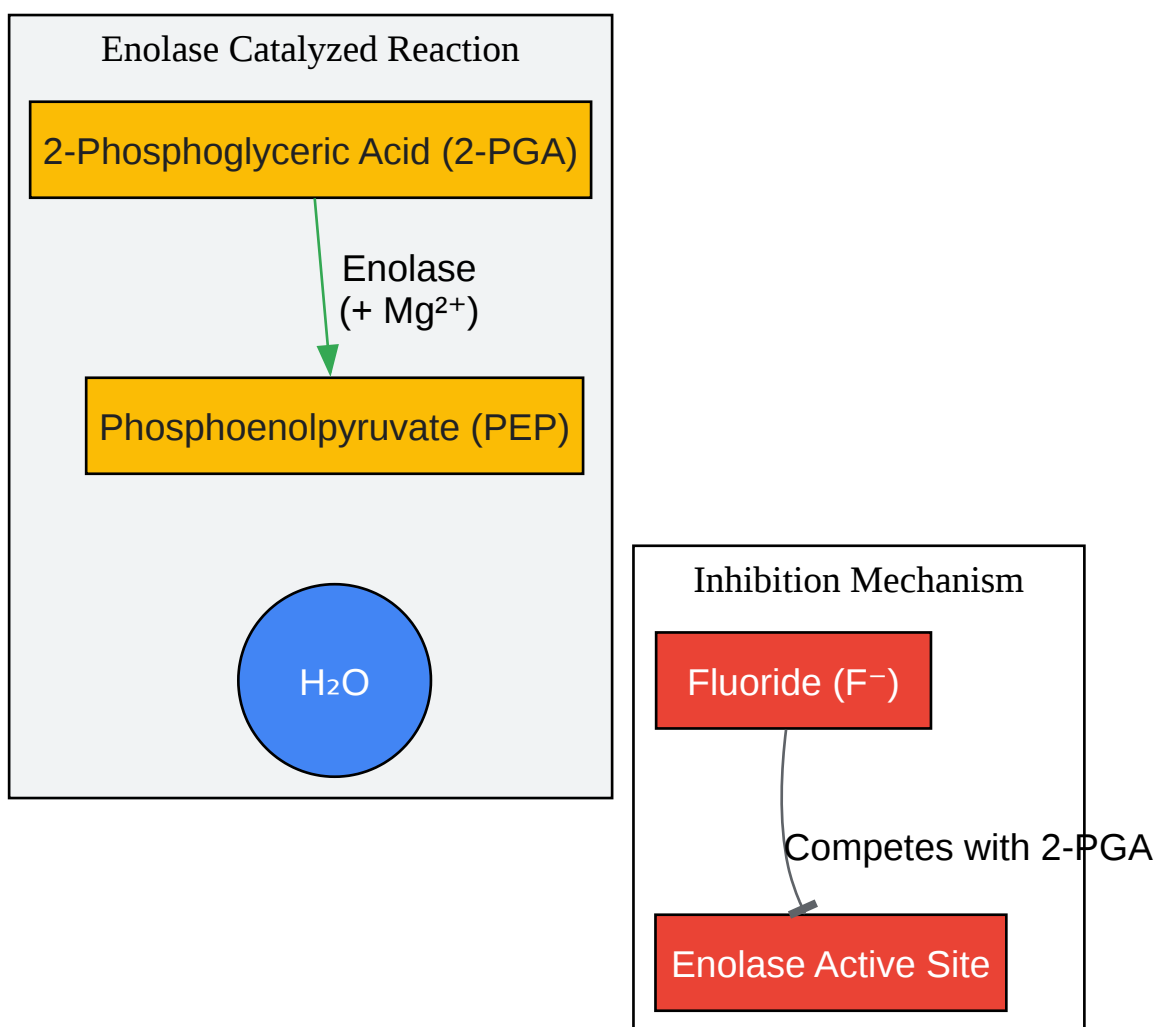 Enolase Catalyzed Reaction
2-Phosphoglyceric Acid (2-PGA)
Enolase
(+ Mg²⁺)
Phosphoenolpyruvate (PEP)
H₂O
Inhibition Mechanism
Fluoride (F⁻)
Competes with 2-PGA
Enolase Active Site